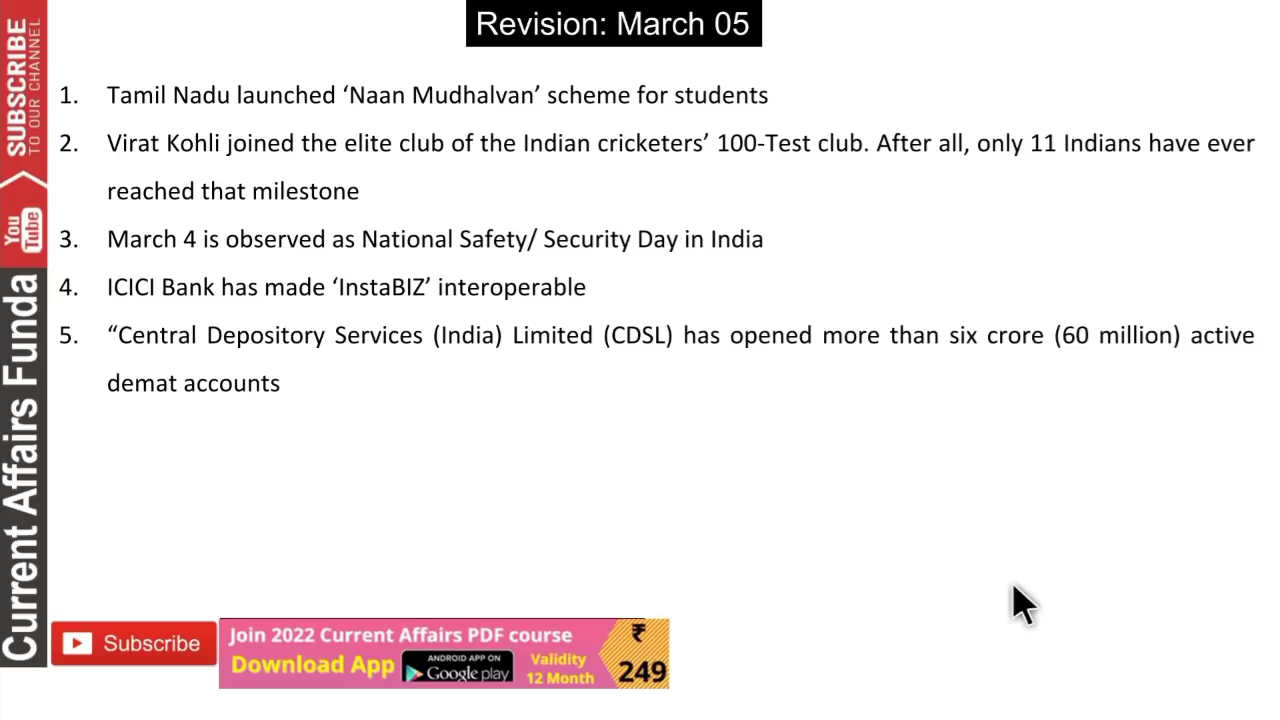 Revision: March 05
SUBSCRIBE
TO OUR CHANNEL
You
Tube
Current Affairs Funda
1. Tamil Nadu launched ‘Naan Mudhalvan’ scheme for students
2. Virat Kohli joined the elite club of the Indian cricketers’ 100-Test club. After all, only 11 Indians have ever
reached that milestone
3. March 4 is observed as National Safety/ Security Day in India
4. ICICI Bank has made ‘InstaBIZ’ interoperable
5. “Central Depository Services (India) Limited (CDSL) has opened more than six crore (60 million) active
demat accounts
Subscribe
Join 2022 Current Affairs PDF course
Download App
ANDROID APP ON
Google play
Validity
12 Month
₹
249